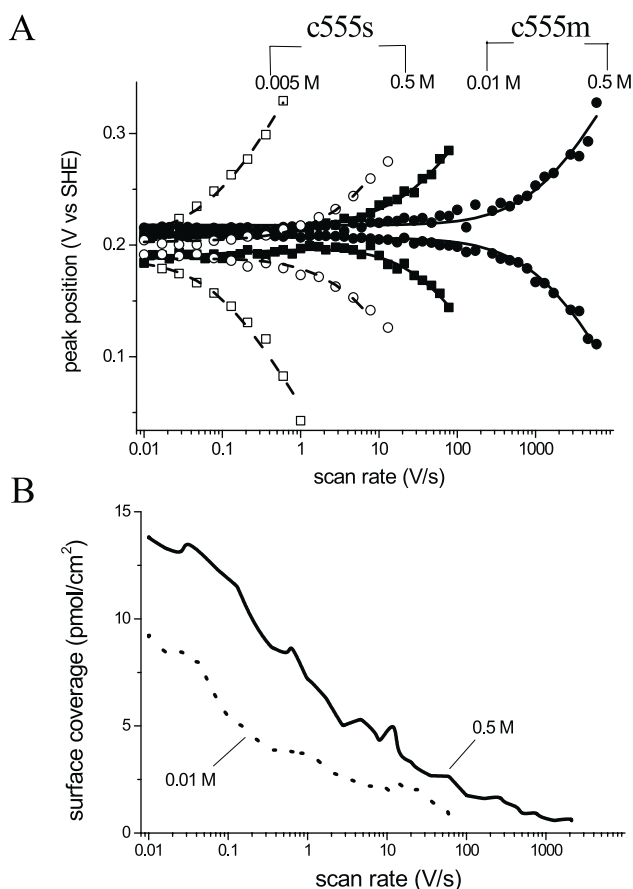 A
c555s
c555m
0.005 M
0.5 M
0.01 M
0.5 M
0.3
0.2
0.1
peak position (V vs SHE)
0.01
0.1
1
10
100
1000
scan rate (V/s)
B
15
10
5
0
surface coverage (pmol/cm²)
0.5 M
0.01 M
0.01
0.1
1
10
100
1000
scan rate (V/s)